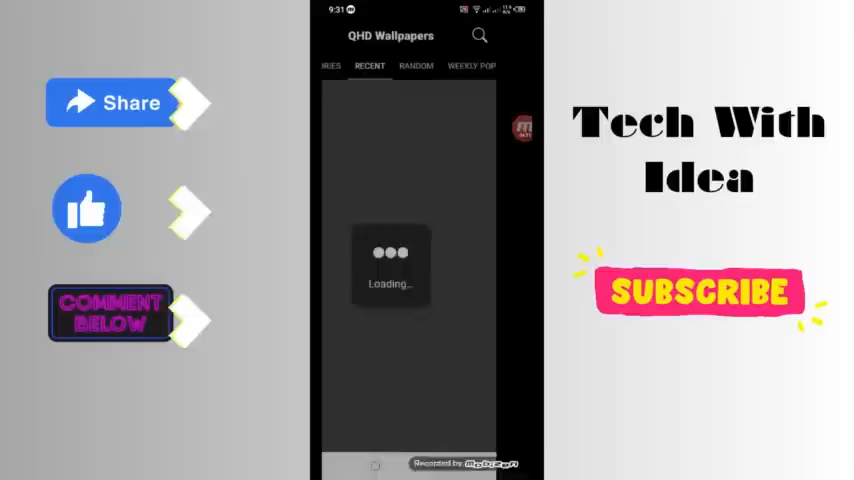 9:31
QHD Wallpapers
RIES RECENT RANDOM WEEKLY POP
Share
Tech With
Idea
Loading...
COMMENT
BELOW
SUBSCRIBE
Recorded by mobizen